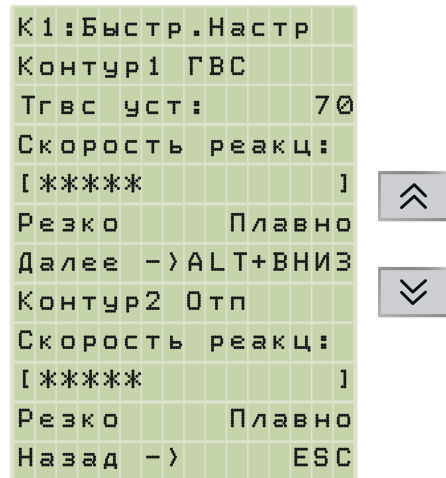 К1:Быстр.Настр
Контур1 ГВС
Тгвс уст: 70
Скорость реакц:
[***** ]
Резко Плавно
Далее ->ALT+ВНИЗ
Контур2 Отп
Скорость реакц:
[***** ]
Резко Плавно
Назад -> ESC